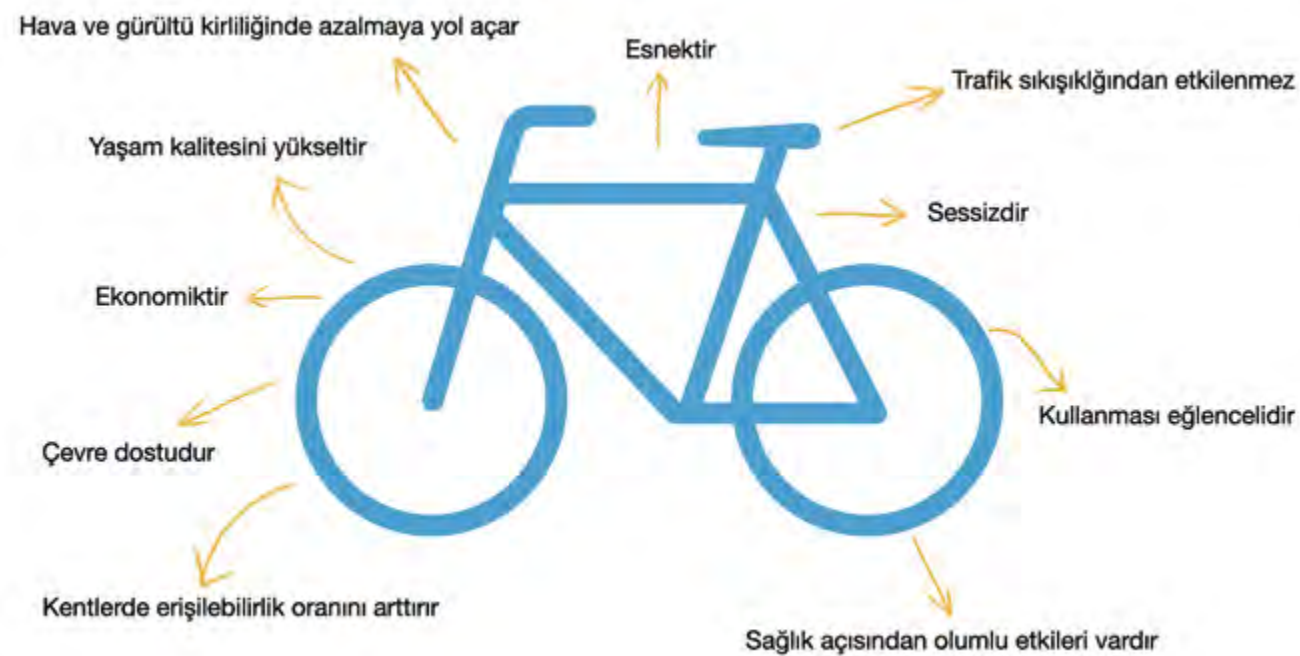 Hava ve gürültü kirliliğinde azalmaya yol açar
Esnektir
Trafik sıkışıklğından etkilenmez
Yaşam kalitesini yükseltir
Sessizdir
Ekonomiktir
Kullanması eğlencelidir
Çevre dostudur
Kentlerde erişilebilirlik oranını arttırır
Sağlık açısından olumlu etkileri vardır